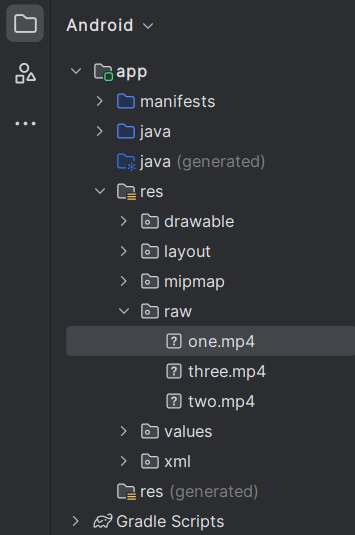 Android
app
manifests
java
java (generated)
res
drawable
layout
mipmap
raw
one.mp4
three.mp4
two.mp4
values
xml
res (generated)
Gradle Scripts